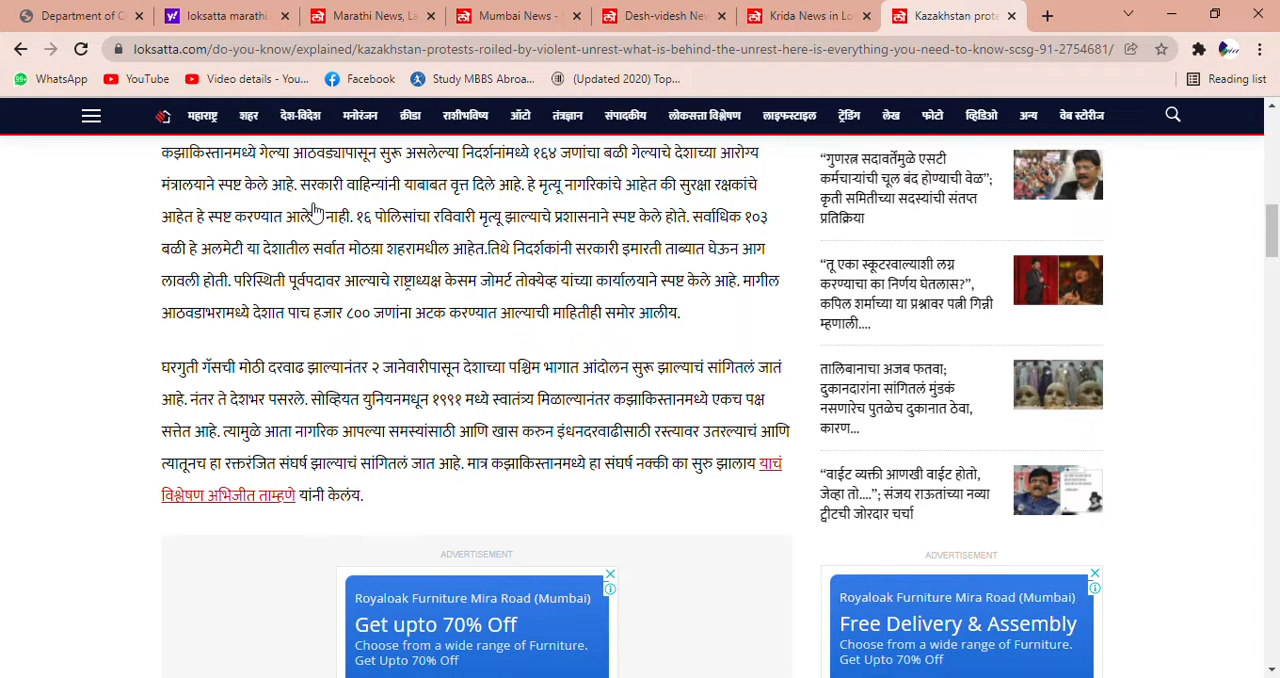 Department of C
loksatta marath
Marathi News, La
Mumbai News -
Desh-videsh New
Krida News in Lo
Kazakhstan prote
loksatta.com/do-you-know/explained/kazakhstan-protests-roiled-by-violent-unrest-what-is-behind-the-unrest-here-is-everything-you-need-to-know-scsg-91-2754681/
WhatsApp
YouTube
Video details - You...
Facebook
Study MBBS Abroa...
(Updated 2020) Top...
Reading list
महाराष्ट्र
शहर
देश-विदेश
मनोरंजन
क्रीडा
राशीभविष्य
ऑटो
तंत्रज्ञान
संपादकीय
लोकसत्ता विश्लेषण
लाइफस्टाइल
ट्रेंडिंग
लेख
फोटो
व्हिडिओ
अन्य
वेब स्टोरीज
कझाकिस्तानमध्ये गेल्या आठवड्यापासून सुरू असलेल्या निदर्शनांमध्ये १६४ जणांचा बळी गेल्याचे देशाच्या आरोग्य
मंत्रालयाने स्पष्ट केले आहे. सरकारी वाहिन्यांनी याबाबत वृत्त दिले आहे. हे मृत्यू नागरिकांचे आहेत की सुरक्षा रक्षकांचे
आहेत हे स्पष्ट करण्यात आले नाही. १६ पोलिसांचा रविवारी मृत्यू झाल्याचे प्रशासनाने स्पष्ट केले होते. सर्वाधिक १०३
बळी हे अलमेटी या देशातील सर्वात मोठ्या शहरामधील आहेत.तिथे निदर्शकांनी सरकारी इमारती ताब्यात घेऊन आग
लावली होती. परिस्थिती पूर्वपदावर आल्याचे राष्ट्राध्यक्ष केसम जोमर्ट तोक्येव्ह यांच्या कार्यालयाने स्पष्ट केले आहे. मागील
आठवडाभरामध्ये देशात पाच हजार ८०० जणांना अटक करण्यात आल्याची माहितीही समोर आलीय.
घरगुती गॅसची मोठी दरवाढ झाल्यानंतर २ जानेवारीपासून देशाच्या पश्चिम भागात आंदोलन सुरू झाल्याचं सांगितलं जातं
आहे. नंतर ते देशभर पसरले. सोव्हियत युनियनमधून १९९१ मध्ये स्वातंत्र्य मिळाल्यानंतर कझाकिस्तानमध्ये एकच पक्ष
सत्तेत आहे. त्यामुळे आता नागरिक आपल्या समस्यांसाठी आणि खास करुन इंधनदरवाढीसाठी रस्त्यावर उतरल्याचं आणि
त्यातूनच हा रक्तरंजित संघर्ष झाल्याचं सांगितलं जात आहे. मात्र कझाकिस्तानमध्ये हा संघर्ष नक्की का सुरु झालाय याचं
विश्लेषण अभिजीत ताम्हणे यांनी केलंय.
“गुणरत्न सदावर्तेंमुळे एसटी
कर्मचाऱ्यांची चूल बंद होण्याची वेळ”;
कृती समितीच्या सदस्यांची संतप्त
प्रतिक्रिया
“तू एका स्कूटरवाल्याशी लग्न
करण्याचा का निर्णय घेतलास?”,
कपिल शर्माच्या या प्रश्नावर पत्नी गिन्नी
म्हणाली....
तालिबानाचा अजब फतवा;
दुकानदारांना सांगितलं मुंडकं
नसणारेच पुतळेच दुकानात ठेवा,
कारण...
“वाईट व्यक्ती आणखी वाईट होतो,
जेव्हा तो....”; संजय राऊतांच्या नव्या
ट्वीटची जोरदार चर्चा
ADVERTISEMENT
Royaloak Furniture Mira Road (Mumbai)
Get upto 70% Off
Choose from a wide range of Furniture.
Get Upto 70% Off
ADVERTISEMENT
Royaloak Furniture Mira Road (Mumbai)
Free Delivery & Assembly
Choose from a wide range of Furniture.
Get Upto 70% Off